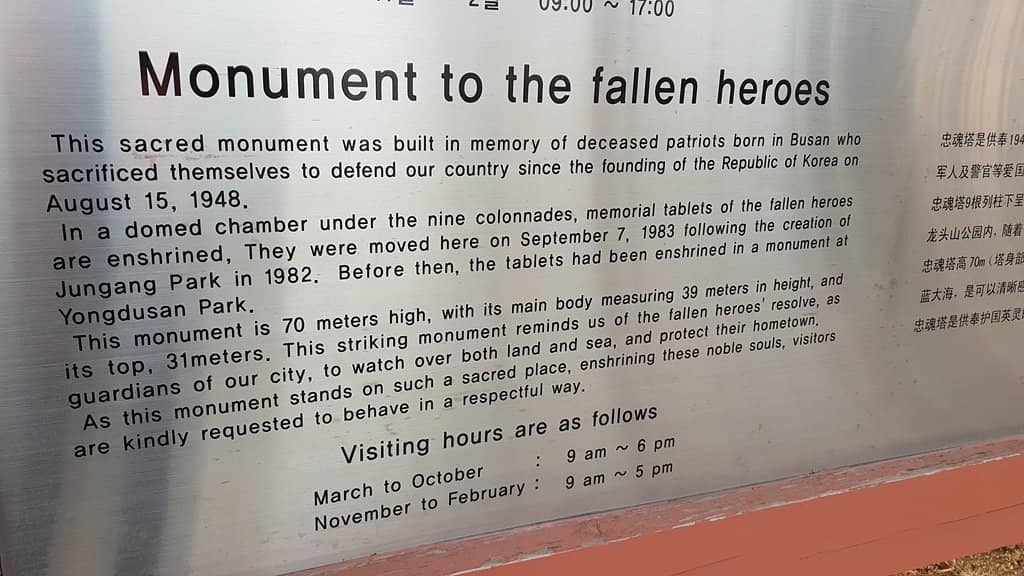 2월 09:00 ~ 17:00
Monument to the fallen heroes
This sacred monument was built in memory of deceased patriots born in Busan who
sacrificed themselves to defend our country since the founding of the Republic of Korea on
August 15, 1948.
In a domed chamber under the nine colonnades, memorial tablets of the fallen heroes
are enshrined, They were moved here on September 7, 1983 following the creation of
Jungang Park in 1982. Before then, the tablets had been enshrined in a monument at
Yongdusan Park.
This monument is 70 meters high, with its main body measuring 39 meters in height, and
its top, 31meters. This striking monument reminds us of the fallen heroes' resolve, as
guardians of our city, to watch over both land and sea, and protect their hometown.
As this monument stands on such a sacred place, enshrining these noble souls, visitors
are kindly requested to behave in a respectful way.
Visiting hours are as follows
March to October : 9 am ~ 6 pm
November to February : 9 am ~ 5 pm
忠魂塔是供奉194
军人及警官等爱国
忠魂塔9根列柱下呈
龙头山公园内, 随着
忠魂塔高70m (塔身部
蓝大海, 是可以清晰
忠魂塔是供奉护国英灵